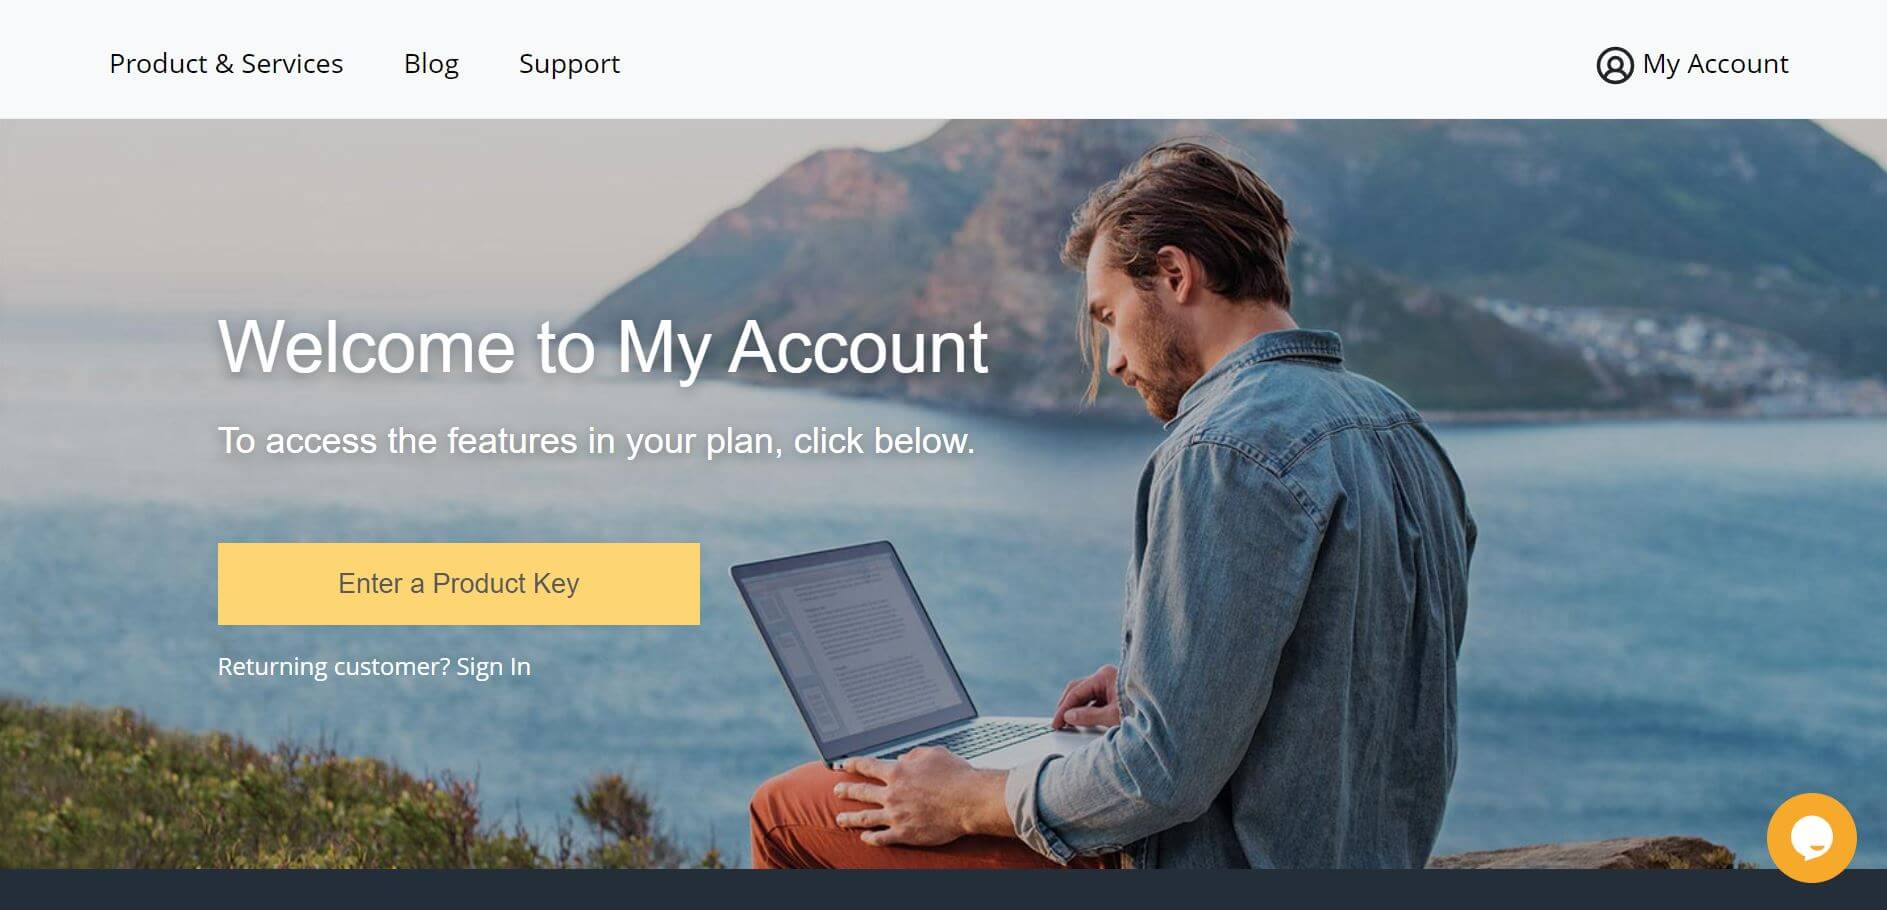 Product & Services
Blog
Support
My Account
Welcome to My Account
To access the features in your plan, click below.
Enter a Product Key
Returning customer? Sign In